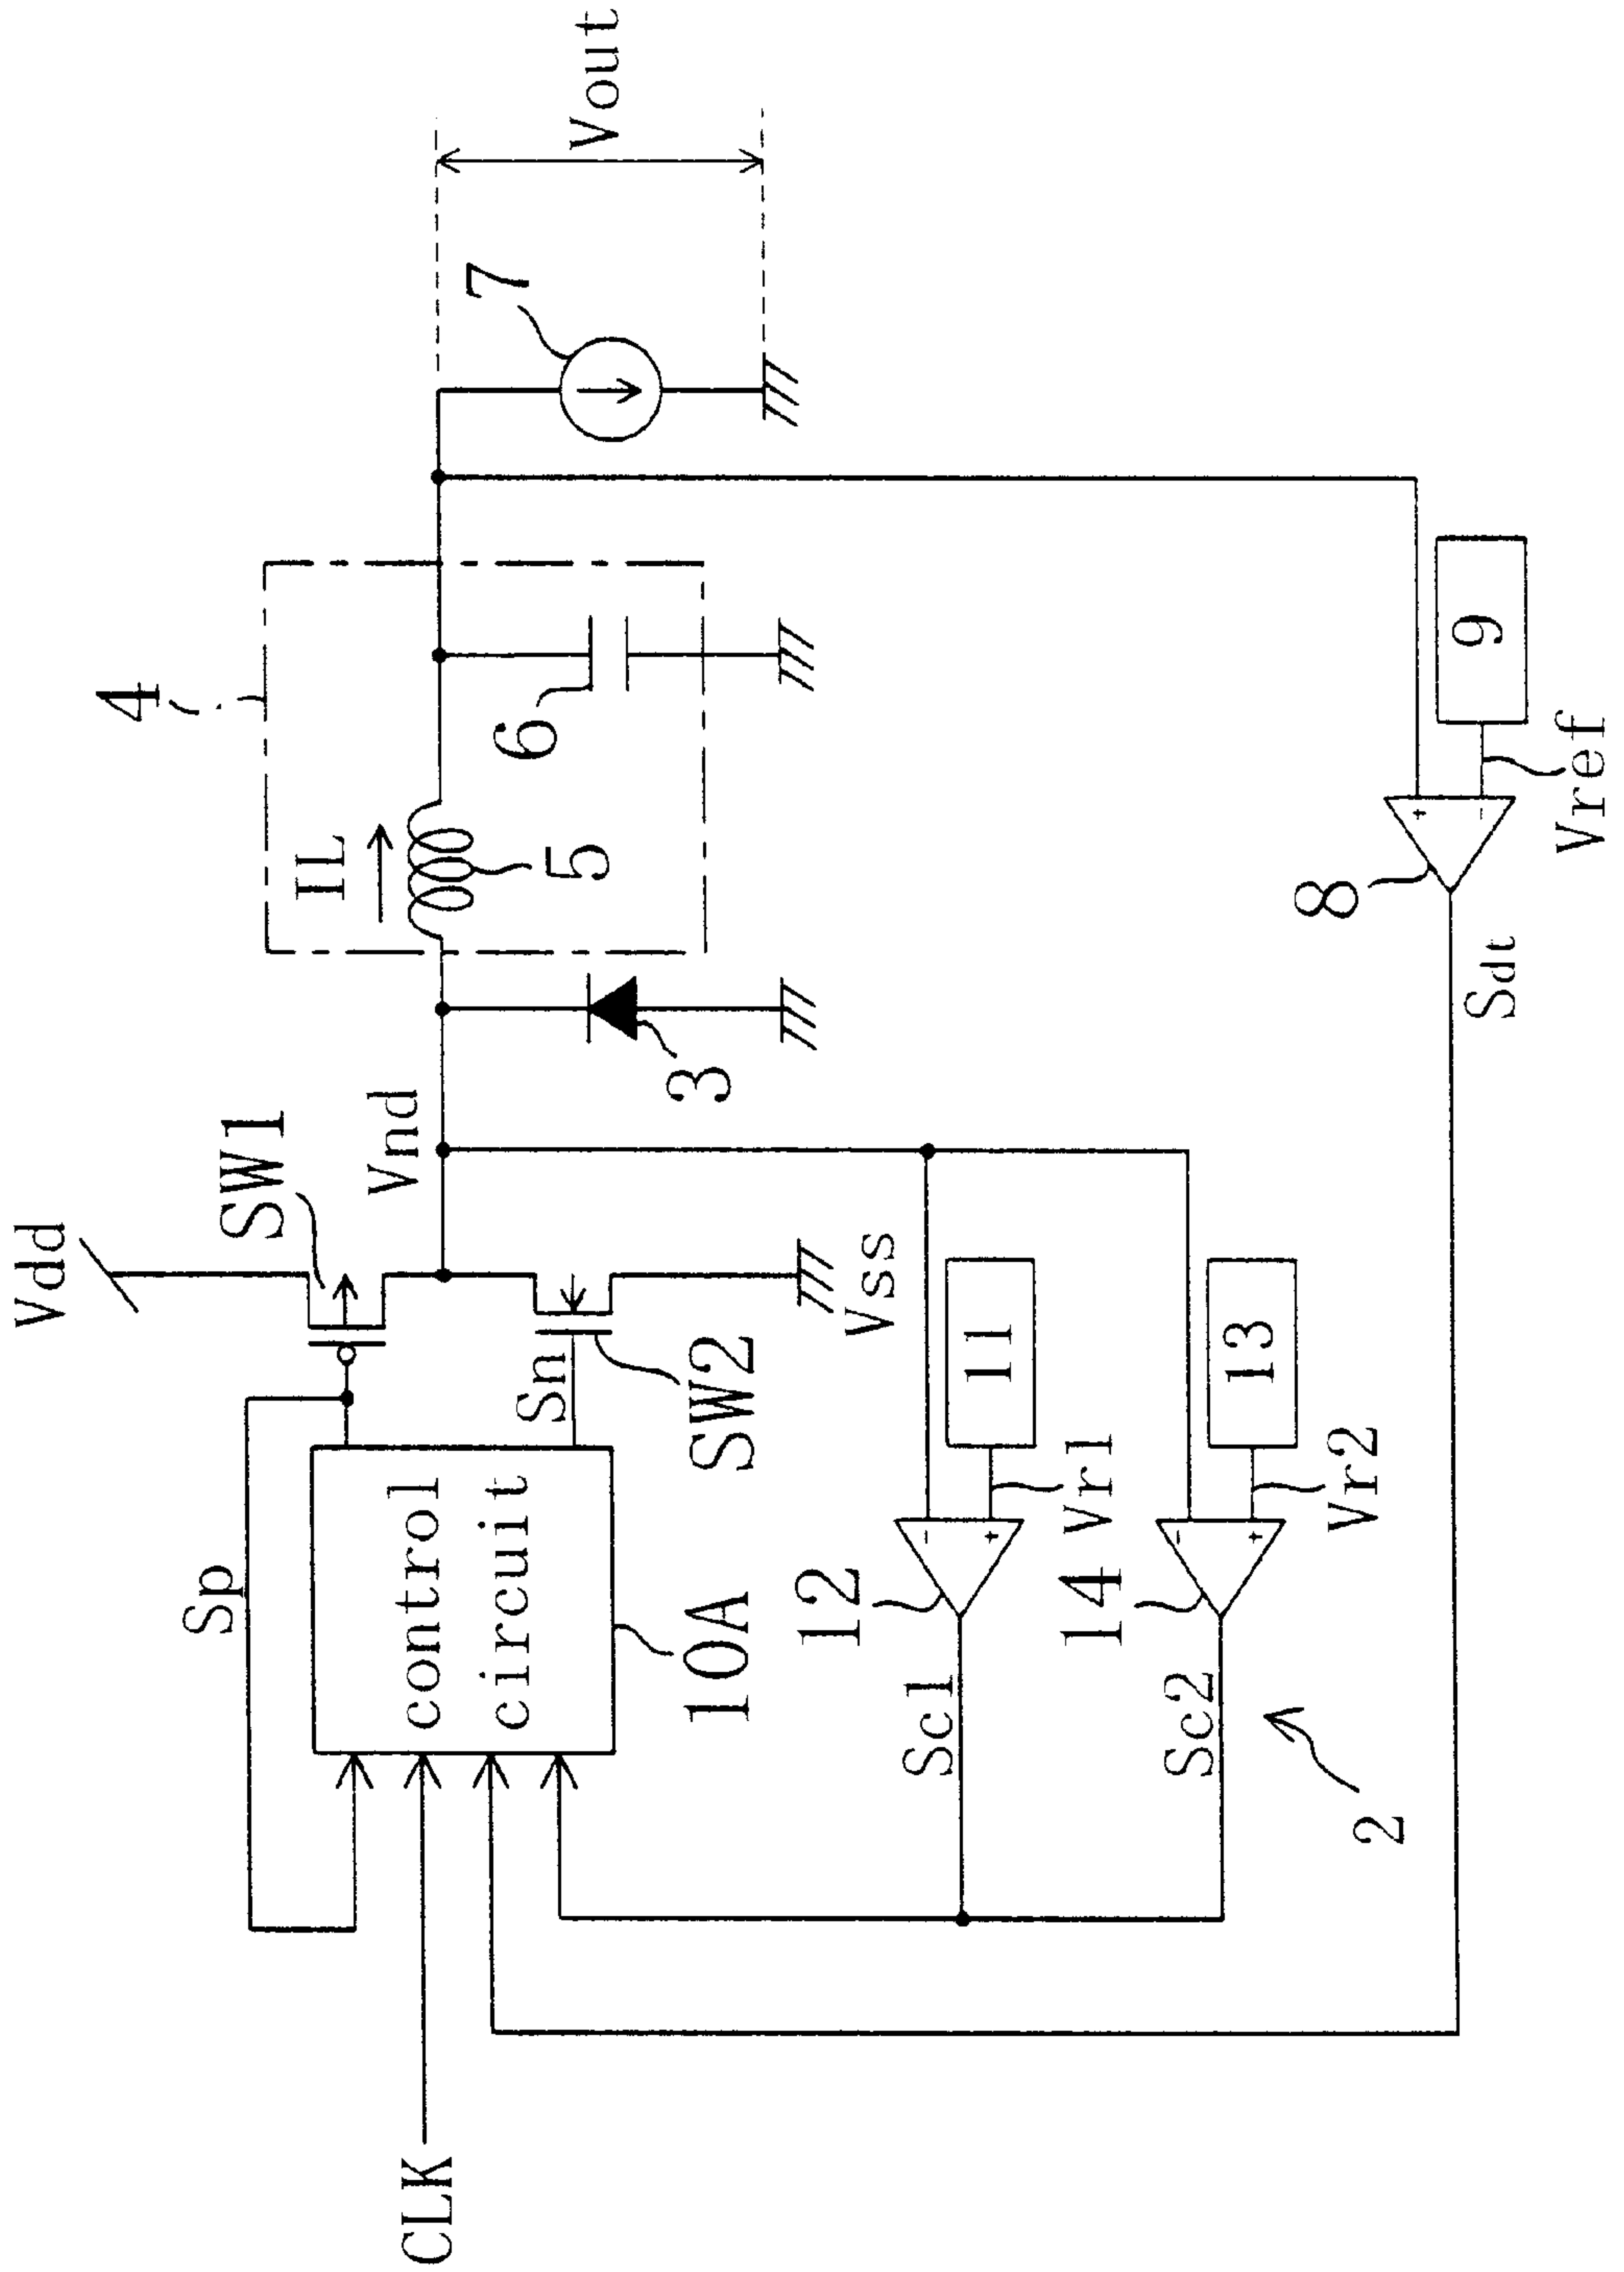 Vdd
SW1
Sp
control
circuit
10A
Sn
SW2
Vss
Vnd
3
4
IL
5
6
7
Vout
CLK
12
11
Vr1
Sc1
14
13
Vr2
Sc2
2
8
9
Vref
Sdt
+
-
-
+
-
+